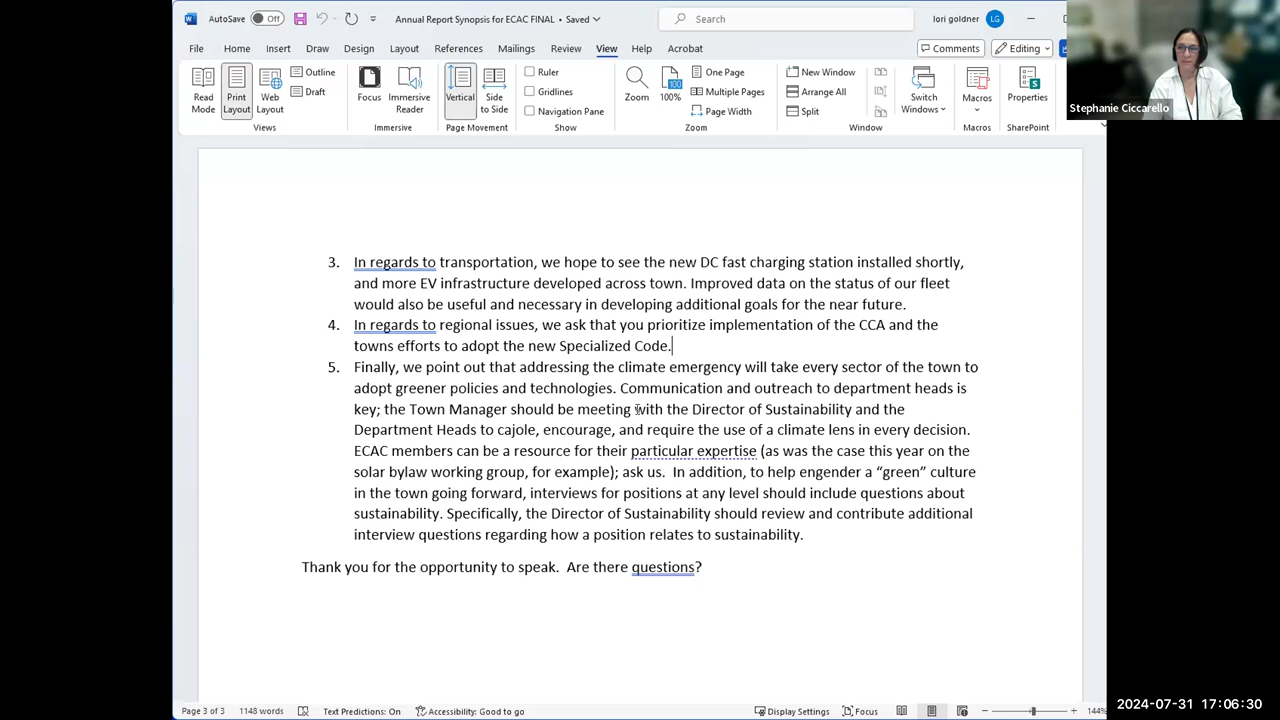 AutoSave Off Annual Report Synopsis for ECAC FINAL • Saved Search lori goldner LG
File Home Insert Draw Design Layout References Mailings Review View Help Acrobat Comments Editing
Read Mode Print Layout Web Layout Outline Draft Focus Immersive Reader Vertical Side to Side Ruler Gridlines Navigation Pane Zoom 100% One Page Multiple Pages Page Width New Window Arrange All Split Switch Windows Macros Properties
Views Immersive Page Movement Show Zoom Window Macros SharePoint
Stephanie Ciccarello
3. In regards to transportation, we hope to see the new DC fast charging station installed shortly,
and more EV infrastructure developed across town. Improved data on the status of our fleet
would also be useful and necessary in developing additional goals for the near future.
4. In regards to regional issues, we ask that you prioritize implementation of the CCA and the
towns efforts to adopt the new Specialized Code.
5. Finally, we point out that addressing the climate emergency will take every sector of the town to
adopt greener policies and technologies. Communication and outreach to department heads is
key; the Town Manager should be meeting with the Director of Sustainability and the
Department Heads to cajole, encourage, and require the use of a climate lens in every decision.
ECAC members can be a resource for their particular expertise (as was the case this year on the
solar bylaw working group, for example); ask us. In addition, to help engender a “green” culture
in the town going forward, interviews for positions at any level should include questions about
sustainability. Specifically, the Director of Sustainability should review and contribute additional
interview questions regarding how a position relates to sustainability.
Thank you for the opportunity to speak. Are there questions?
Page 3 of 3 1148 words Text Predictions: On Accessibility: Good to go Display Settings Focus 144%
2024-07-31 17:06:30